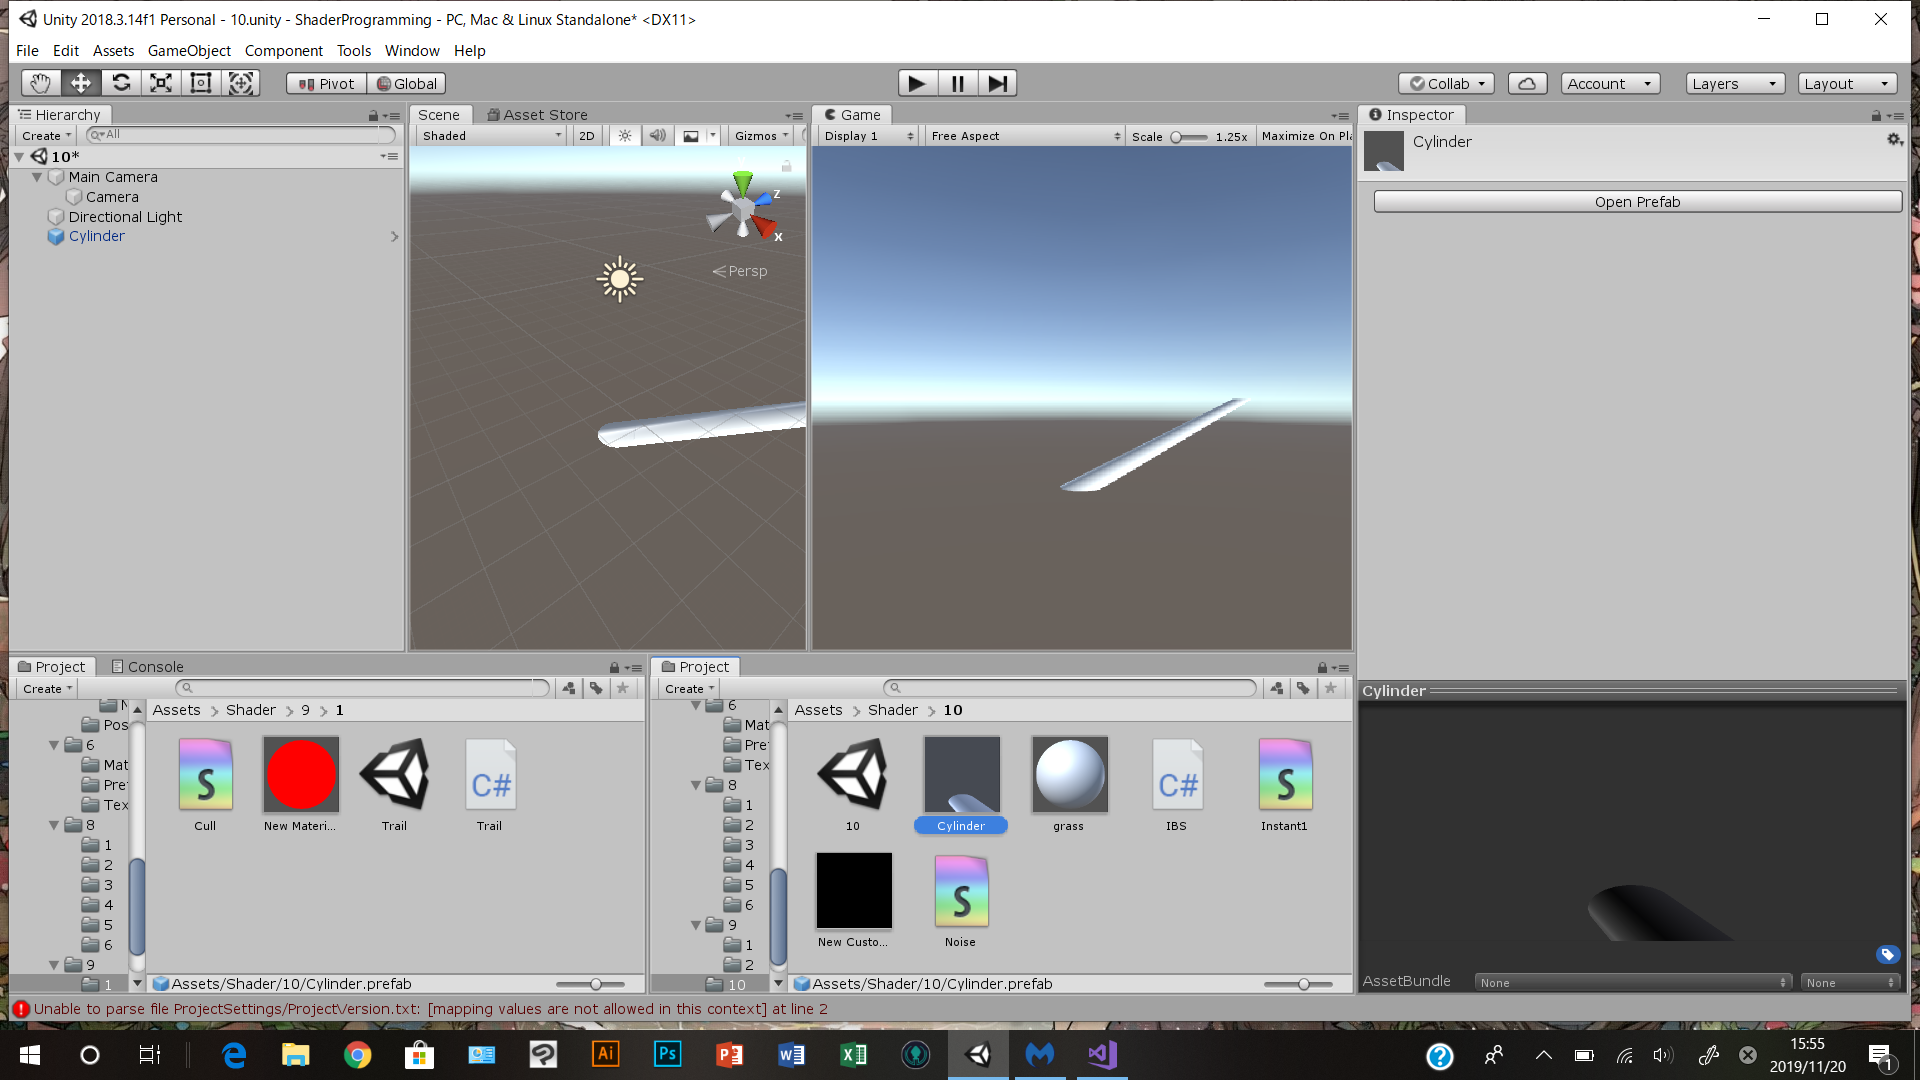 Unity 2018.3.14f1 Personal - 10.unity - ShaderProgramming - PC, Mac & Linux Standalone* <DX11>
File Edit Assets GameObject Component Tools Window Help
Pivot Global Collab Account Layers Layout
Hierarchy
Create All
10*
Main Camera
Camera
Directional Light
Cylinder
Scene Asset Store
Shaded 2D Gizmos
z
x
Persp
Game
Display 1 Free Aspect Scale 1.25x Maximize On Pla
Inspector
Cylinder
Open Prefab
Project Console
Create
Assets Shader 9 1
Pos
6
Mat
Pre
Tex
8
1
2
3
4
5
6
9
1
S Cull
New Materi...
Trail
C# Trail
Assets/Shader/10/Cylinder.prefab
Project
Create
Assets Shader 10
6
Mat
Pre
Tex
8
1
2
3
4
5
6
9
1
2
10
10
Cylinder
grass
C# IBS
S Instant1
New Custo...
S Noise
Assets/Shader/10/Cylinder.prefab
Cylinder
AssetBundle None None
Unable to parse file ProjectSettings/ProjectVersion.txt: [mapping values are not allowed in this context] at line 2
15:55
2019/11/20
1